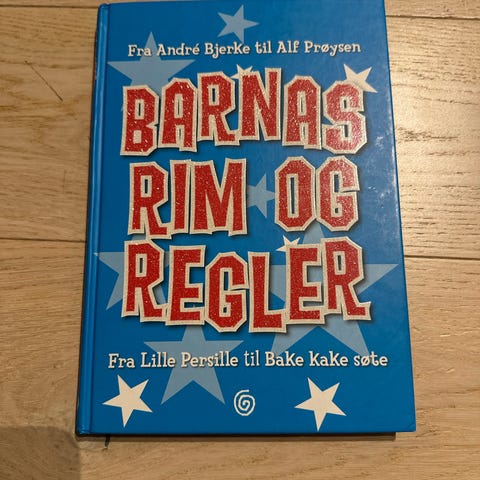 Fra André Bjerke til Alf Prøysen
BARNAS
RIM OG
REGLER
Fra Lille Persille til Bake kake søte